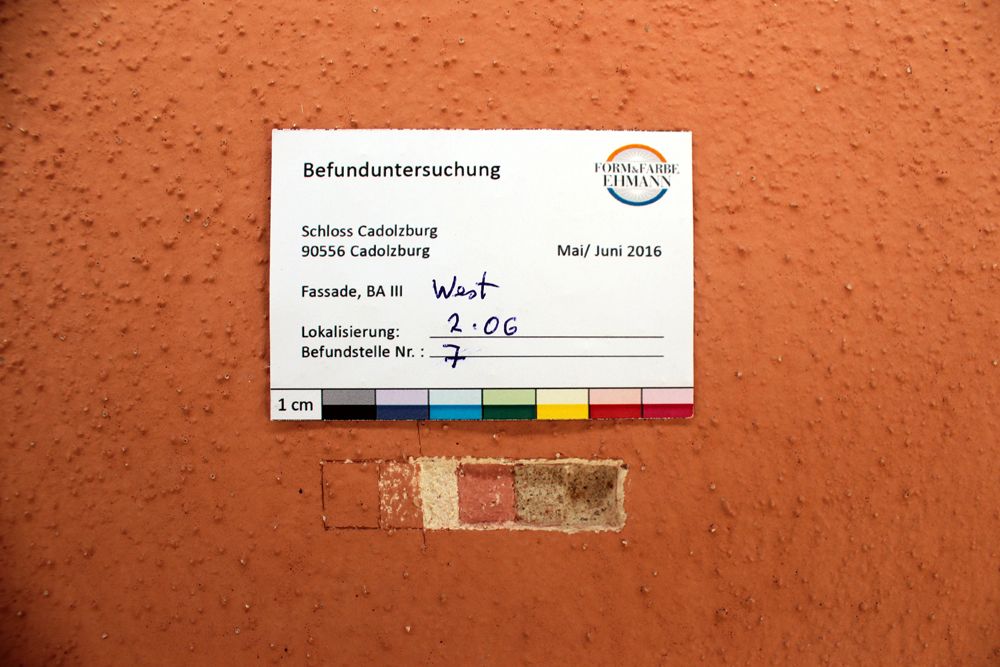 Befunduntersuchung
FORM&FARBE
EHMANN
Schloss Cadolzburg
90556 Cadolzburg
Mai/ Juni 2016
Fassade, BA III West
Lokalisierung: 2.06
Befundstelle Nr. : 7
1 cm